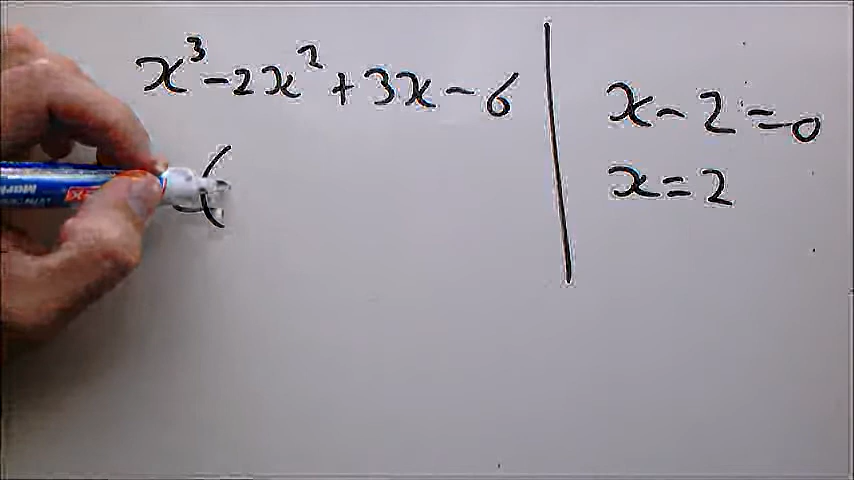 x³ - 2x² + 3x - 6
(
x - 2 = 0
x = 2